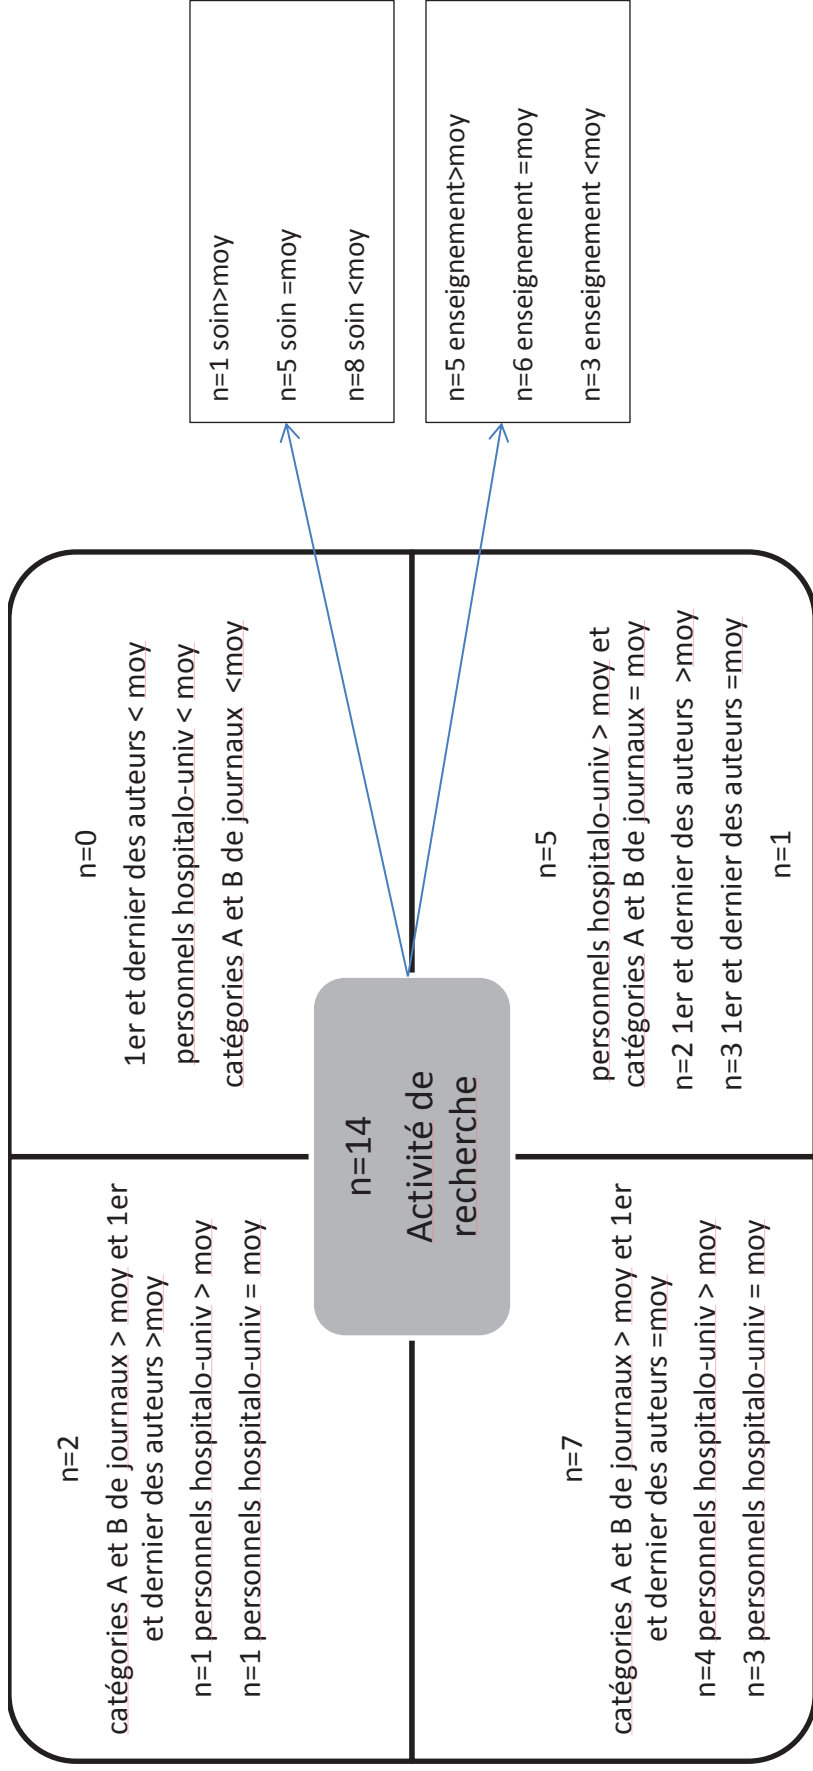 n=2
catégories A et B de journaux > moy et 1er
et dernier des auteurs >moy
n=1 personnels hospitalo-univ > moy
n=1 personnels hospitalo-univ = moy
n=0
1er et dernier des auteurs < moy
personnels hospitalo-univ < moy
catégories A et B de journaux <moy
n=14
Activité de
recherche
n=7
catégories A et B de journaux > moy et 1er
et dernier des auteurs =moy
n=4 personnels hospitalo-univ > moy
n=3 personnels hospitalo-univ = moy
n=5
personnels hospitalo-univ > moy et
catégories A et B de journaux = moy
n=2 1er et dernier des auteurs >moy
n=3 1er et dernier des auteurs =moy
n=1
n=1 soin>moy
n=5 soin =moy
n=8 soin <moy
n=5 enseignement>moy
n=6 enseignement =moy
n=3 enseignement <moy